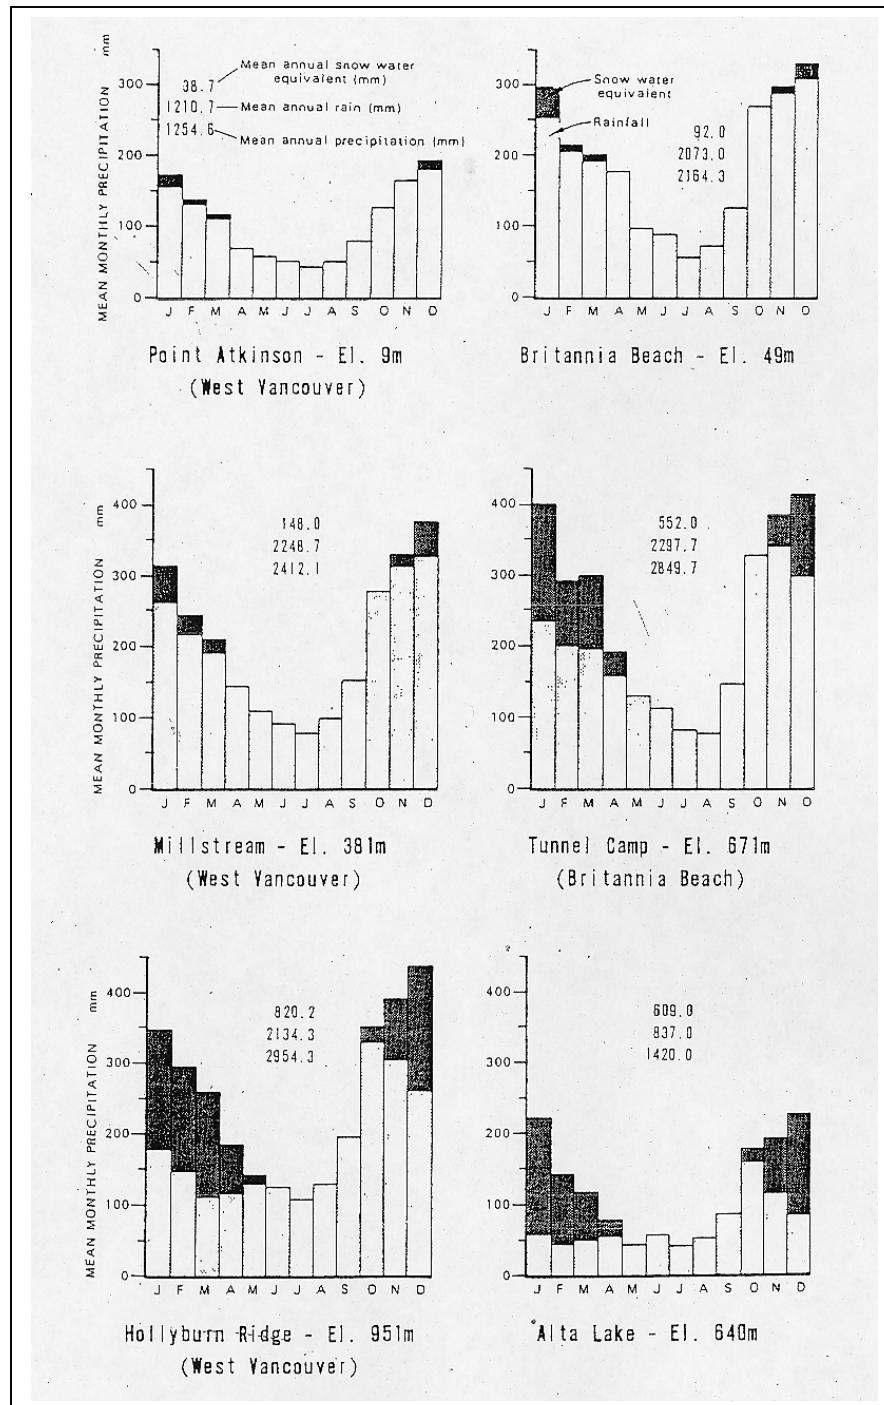 mm
MEAN MONTHLY PRECIPITATION
300
200
100
0
38.7
Mean annual snow water
equivalent (mm)
1210.7
Mean annual rain (mm)
1254.6
Mean annual precipitation (mm)
J F M A M J J A S O N D
Point Atkinson - El. 9m
(West Vancouver)
300
200
100
0
Snow water
equivalent
Rainfall
92.0
2073.0
2164.3
J F M A M J J A S O N D
Britannia Beach - El. 49m
mm
MEAN MONTHLY PRECIPITATION
400
300
200
100
0
148.0
2248.7
2412.1
J F M A M J J A S O N D
Millstream - El. 381m
(West Vancouver)
400
300
200
100
0
552.0
2297.7
2849.7
J F M A M J J A S O N D
Tunnel Camp - El. 671m
(Britannia Beach)
mm
MEAN MONTHLY PRECIPITATION
400
300
200
100
0
820.2
2134.3
2954.3
J F M A M J J A S O N D
Hollyburn Ridge - El. 951m
(West Vancouver)
400
300
200
100
0
609.0
837.0
1420.0
J F M A M J J A S O N D
Alta Lake - El. 640m